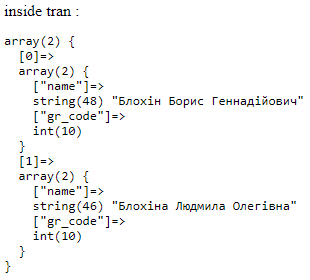 inside tran :
array(2) {
[0]=>
array(2) {
["name"]=>
string(48) "Блохін Борис Геннадійович"
["gr_code"]=>
int(10)
}
[1]=>
array(2) {
["name"]=>
string(46) "Блохіна Людмила Олегівна"
["gr_code"]=>
int(10)
}
}